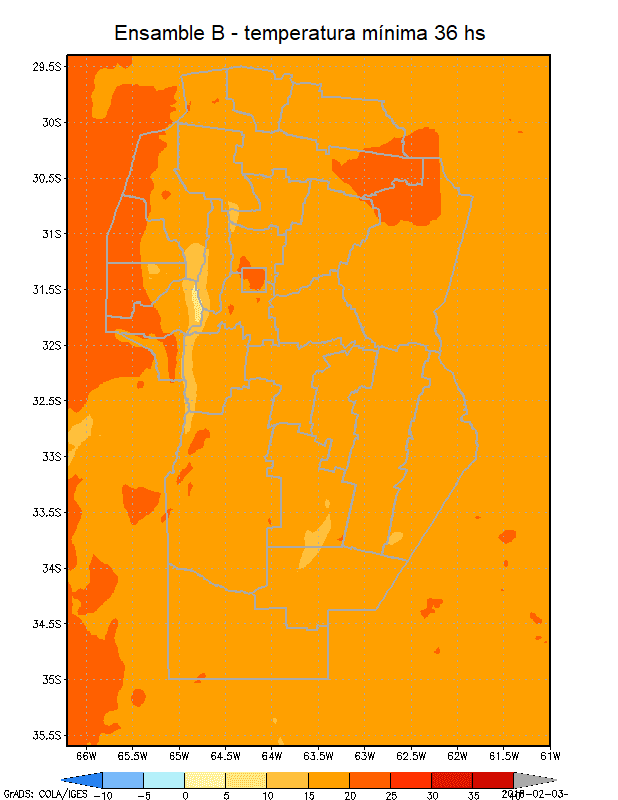 Ensamble B - temperatura mínima 36 hs
29.5S
30S
30.5S
31S
31.5S
32S
32.5S
33S
33.5S
34S
34.5S
35S
35.5S
66W 65.5W 65W 64.5W 64W 63.5W 63W 62.5W 62W 61.5W 61W
GrADS: COLA/IGES -10 -5 0 5 10 15 20 25 30 35 40